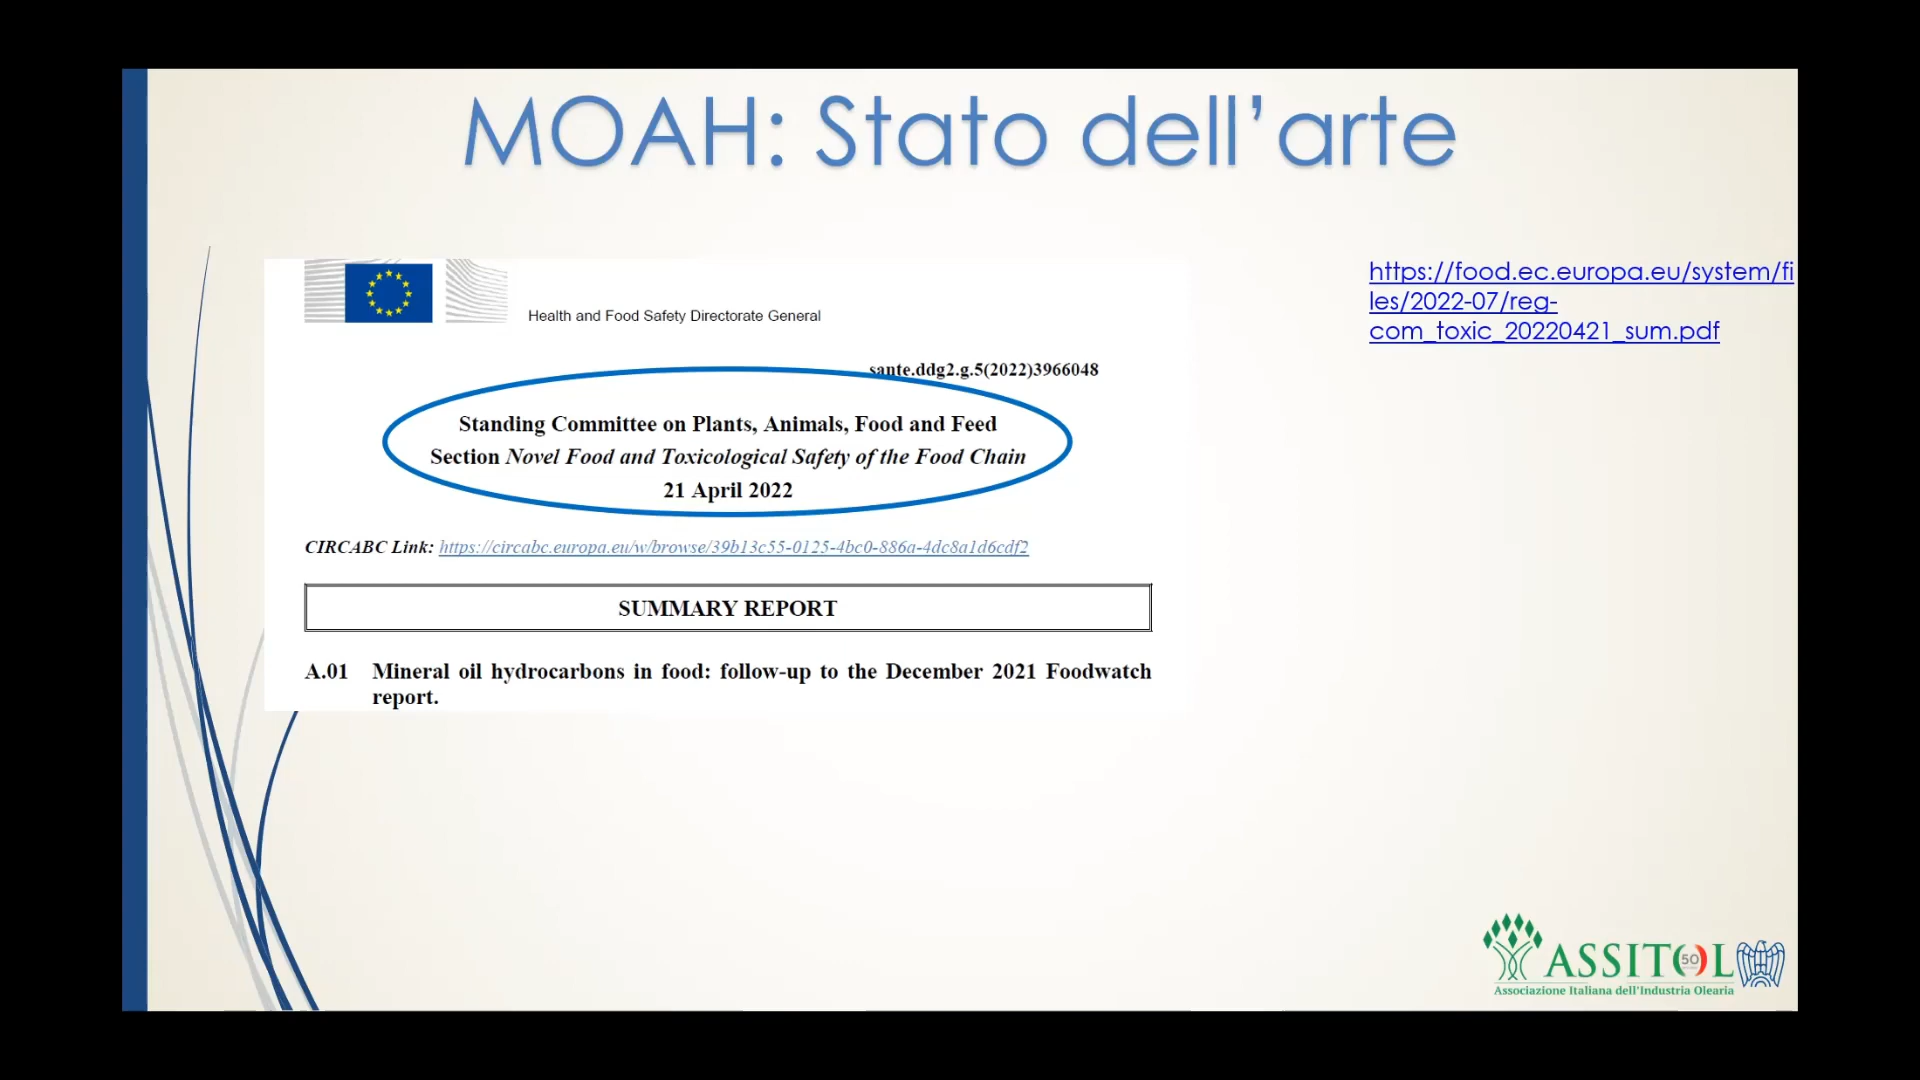 MOAH: Stato dell’arte
Health and Food Safety Directorate General
sante.ddg2.g.5(2022)3966048
Standing Committee on Plants, Animals, Food and Feed
Section Novel Food and Toxicological Safety of the Food Chain
21 April 2022
CIRCABC Link: https://circabc.europa.eu/w/browse/39b13c55-0125-4bc0-886a-4dc8a1d6cdf2
SUMMARY REPORT
A.01 Mineral oil hydrocarbons in food: follow-up to the December 2021 Foodwatch
report.
https://food.ec.europa.eu/system/fi
les/2022-07/reg-
com_toxic_20220421_sum.pdf
ASSITOL
50
Associazione Italiana dell'Industria Olearia